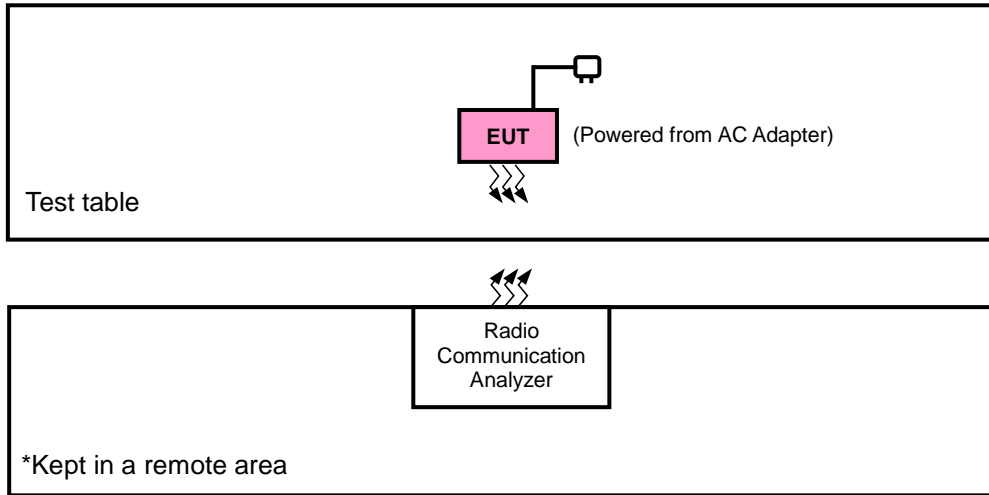 EUT
(Powered from AC Adapter)
Test table
Radio
Communication
Analyzer
*Kept in a remote area